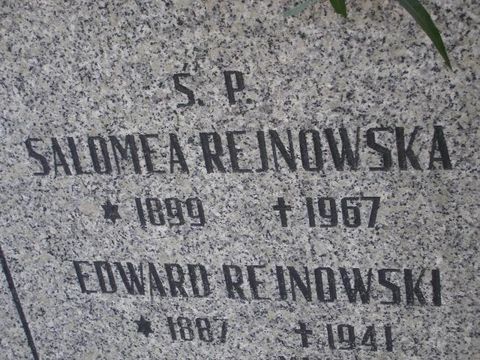 Ś. P.
SALOMEA REJNOWSKA
* 1899 † 1967
EDWARD REJNOWSKI
* 1887 † 1941